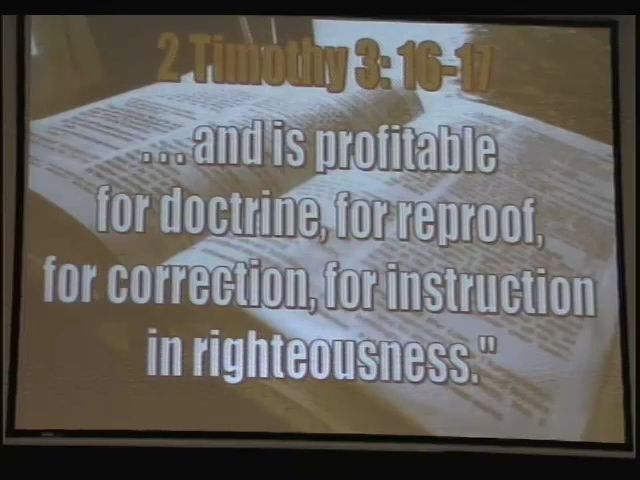 2 Timothy 3: 16-17
...and is profitable
for doctrine, for reproof,
for correction, for instruction
in righteousness."